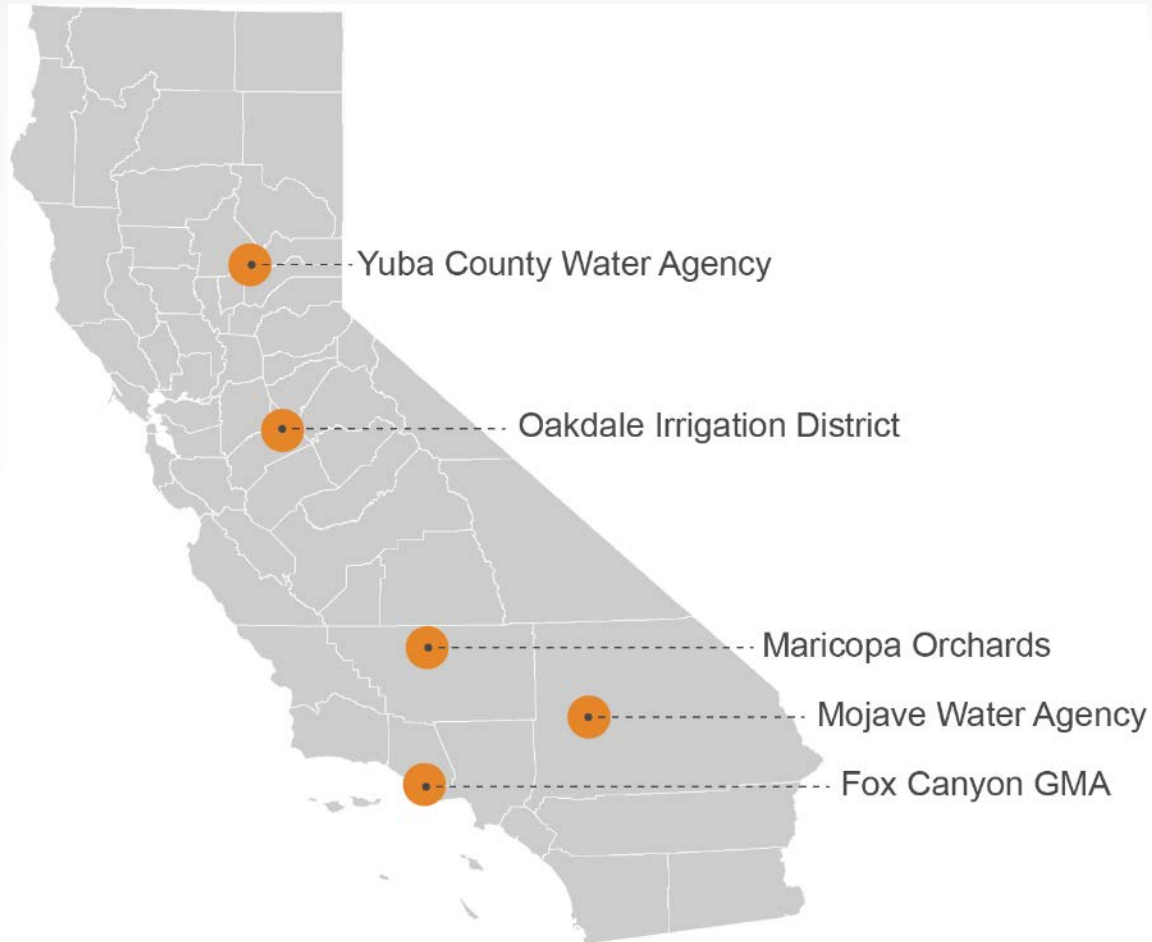 Yuba County Water Agency
Oakdale Irrigation District
Maricopa Orchards
Mojave Water Agency
Fox Canyon GMA